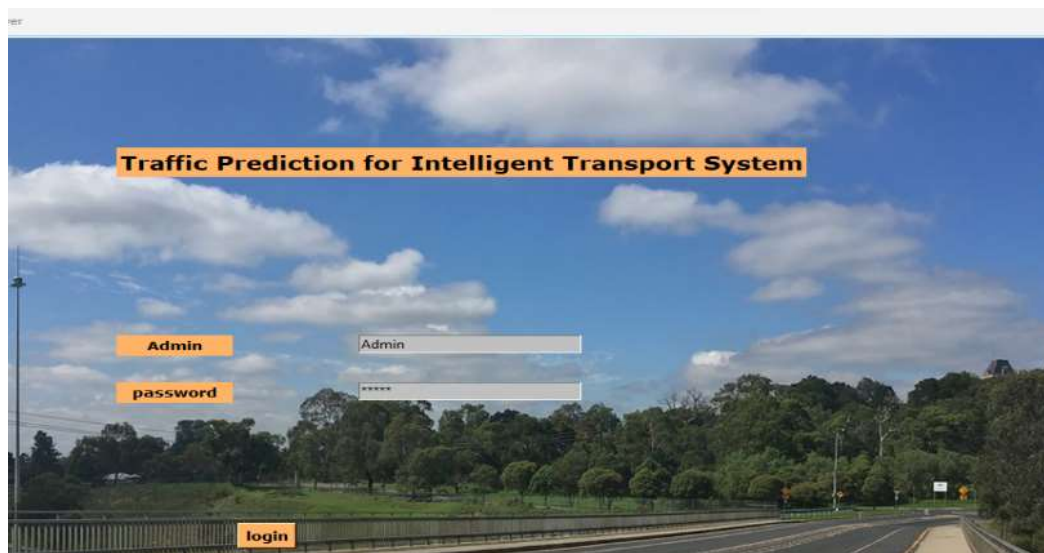 Traffic Prediction for Intelligent Transport System
Admin
Admin
password
*****
login